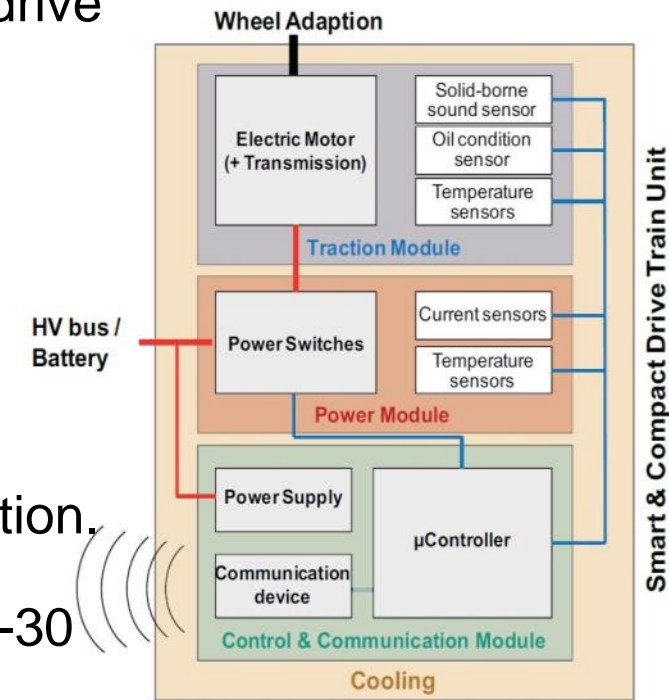 drive
Wheel Adaption
Electric Motor
(+ Transmission)
Solid-borne
sound sensor
Oil condition
sensor
Temperature
sensors
Traction Module
HV bus /
Battery
Power Switches
Current sensors
Temperature
sensors
Power Module
Power Supply
µController
Communication
device
Control & Communication Module
Cooling
Smart & Compact Drive Train Unit
tion.
-30